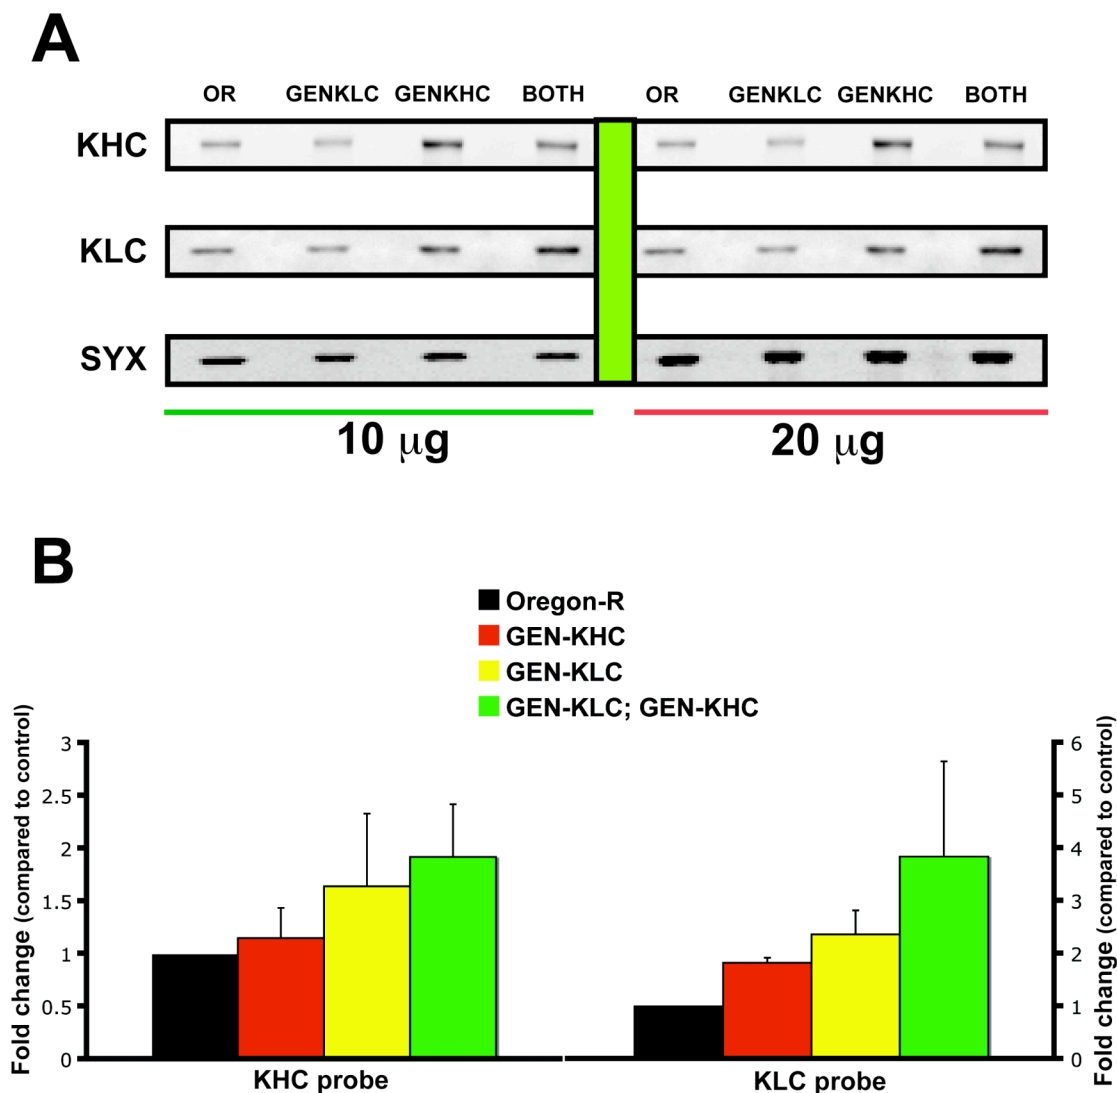 A
OR GENKLC GENKHC BOTH OR GENKLC GENKHC BOTH
KHC
KLC
SYX
10 µg 20 µg
B
Oregon-R
GEN-KHC
GEN-KLC
GEN-KLC; GEN-KHC
Fold change (compared to control)
3
2.5
2
1.5
1
0.5
0
6
5
4
3
2
1
0
Fold change (compared to control)
KHC probe KLC probe